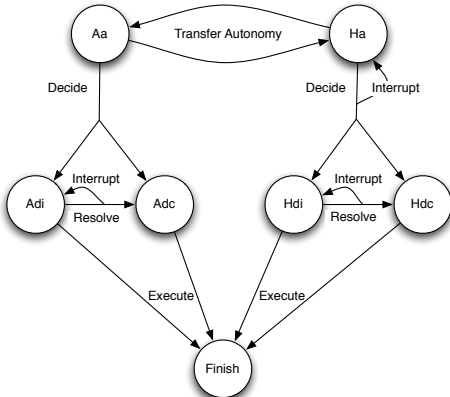 Aa
Transfer Autonomy
Ha
Decide
Decide
Interrupt
Interrupt
Interrupt
Adi
Adc
Hdi
Hdc
Resolve
Resolve
Execute
Execute
Finish